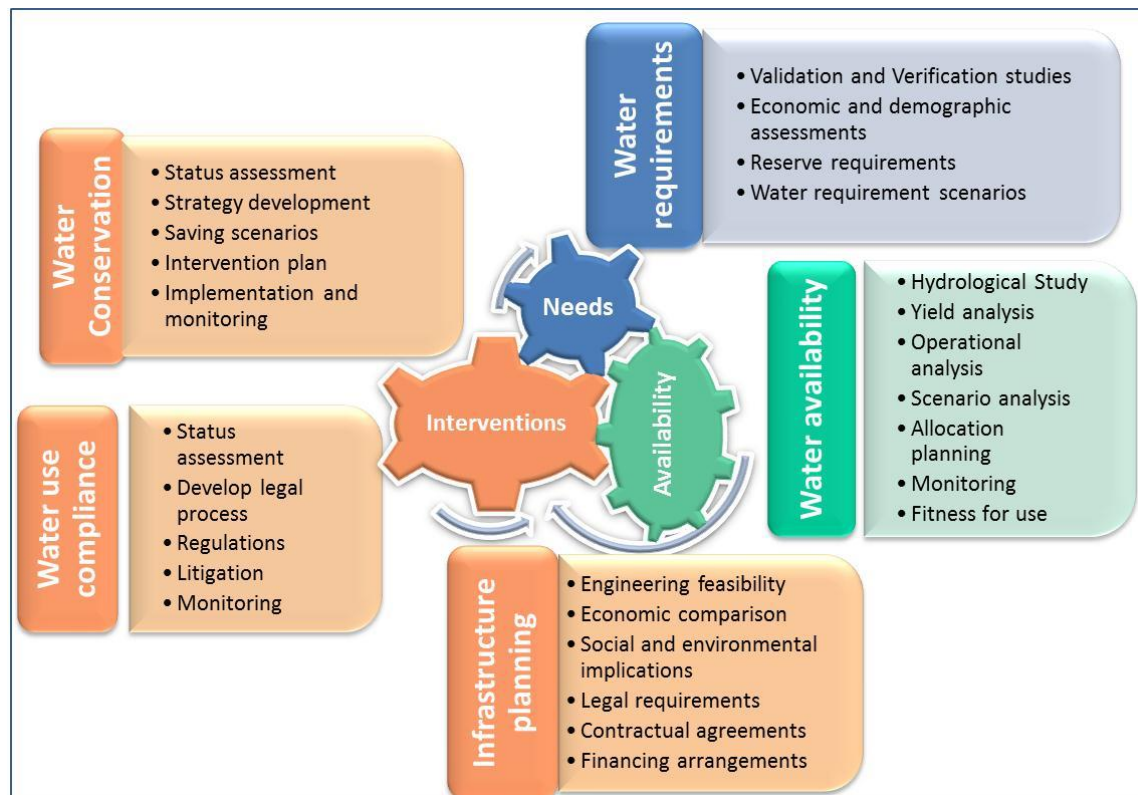 Water
requirements
• Validation and Verification studies
• Economic and demographic
assessments
• Reserve requirements
• Water requirement scenarios
Water
Conservation
• Status assessment
• Strategy development
• Saving scenarios
• Intervention plan
• Implementation and
monitoring
Needs
Interventions
Availability
Water availability
• Hydrological Study
• Yield analysis
• Operational
analysis
• Scenario analysis
• Allocation
planning
• Monitoring
• Fitness for use
Water use
compliance
• Status
assessment
• Develop legal
process
• Regulations
• Litigation
• Monitoring
Infrastructure
planning
• Engineering feasibility
• Economic comparison
• Social and environmental
implications
• Legal requirements
• Contractual agreements
• Financing arrangements